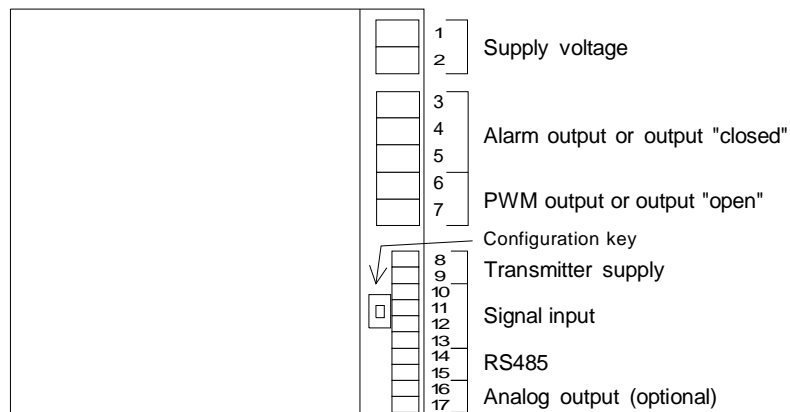 1
2
Supply voltage
3
4
5
Alarm output or output "closed"
6
7
PWM output or output "open"
Configuration key
8
9
Transmitter supply
10
11
12
13
Signal input
14
15
RS485
16
17
Analog output (optional)